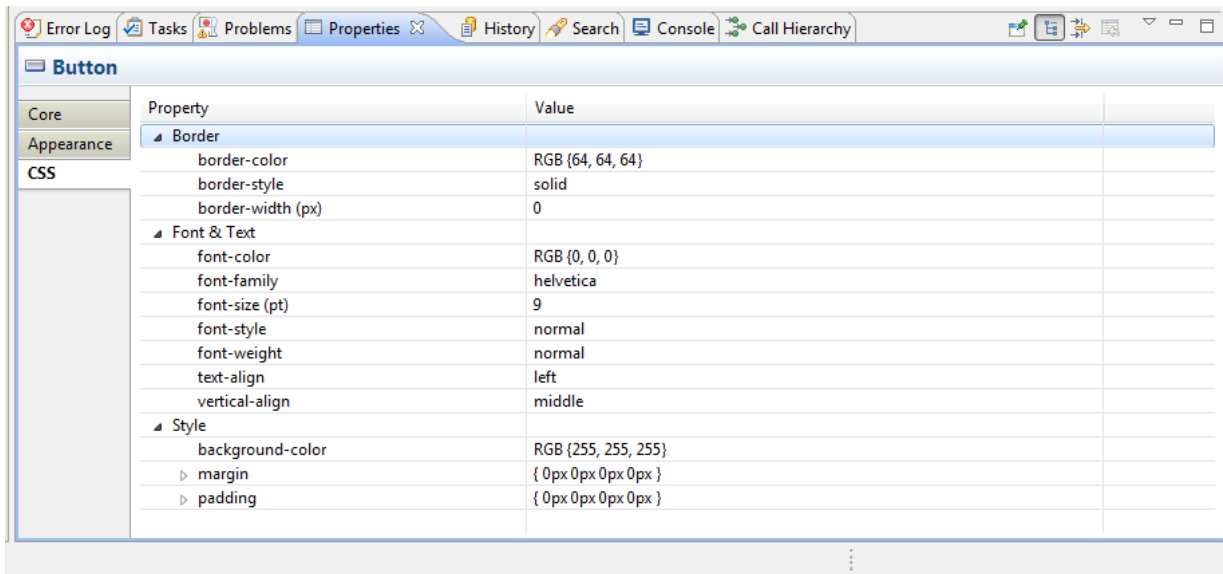 Error Log Tasks Problems Properties History Search Console Call Hierarchy
Button
Core
Appearance
CSS
Property Value
Border
border-color RGB {64, 64, 64}
border-style solid
border-width (px) 0
Font & Text
font-color RGB {0, 0, 0}
font-family helvetica
font-size (pt) 9
font-style normal
font-weight normal
text-align left
vertical-align middle
Style
background-color RGB {255, 255, 255}
margin { 0px 0px 0px 0px }
padding { 0px 0px 0px 0px }